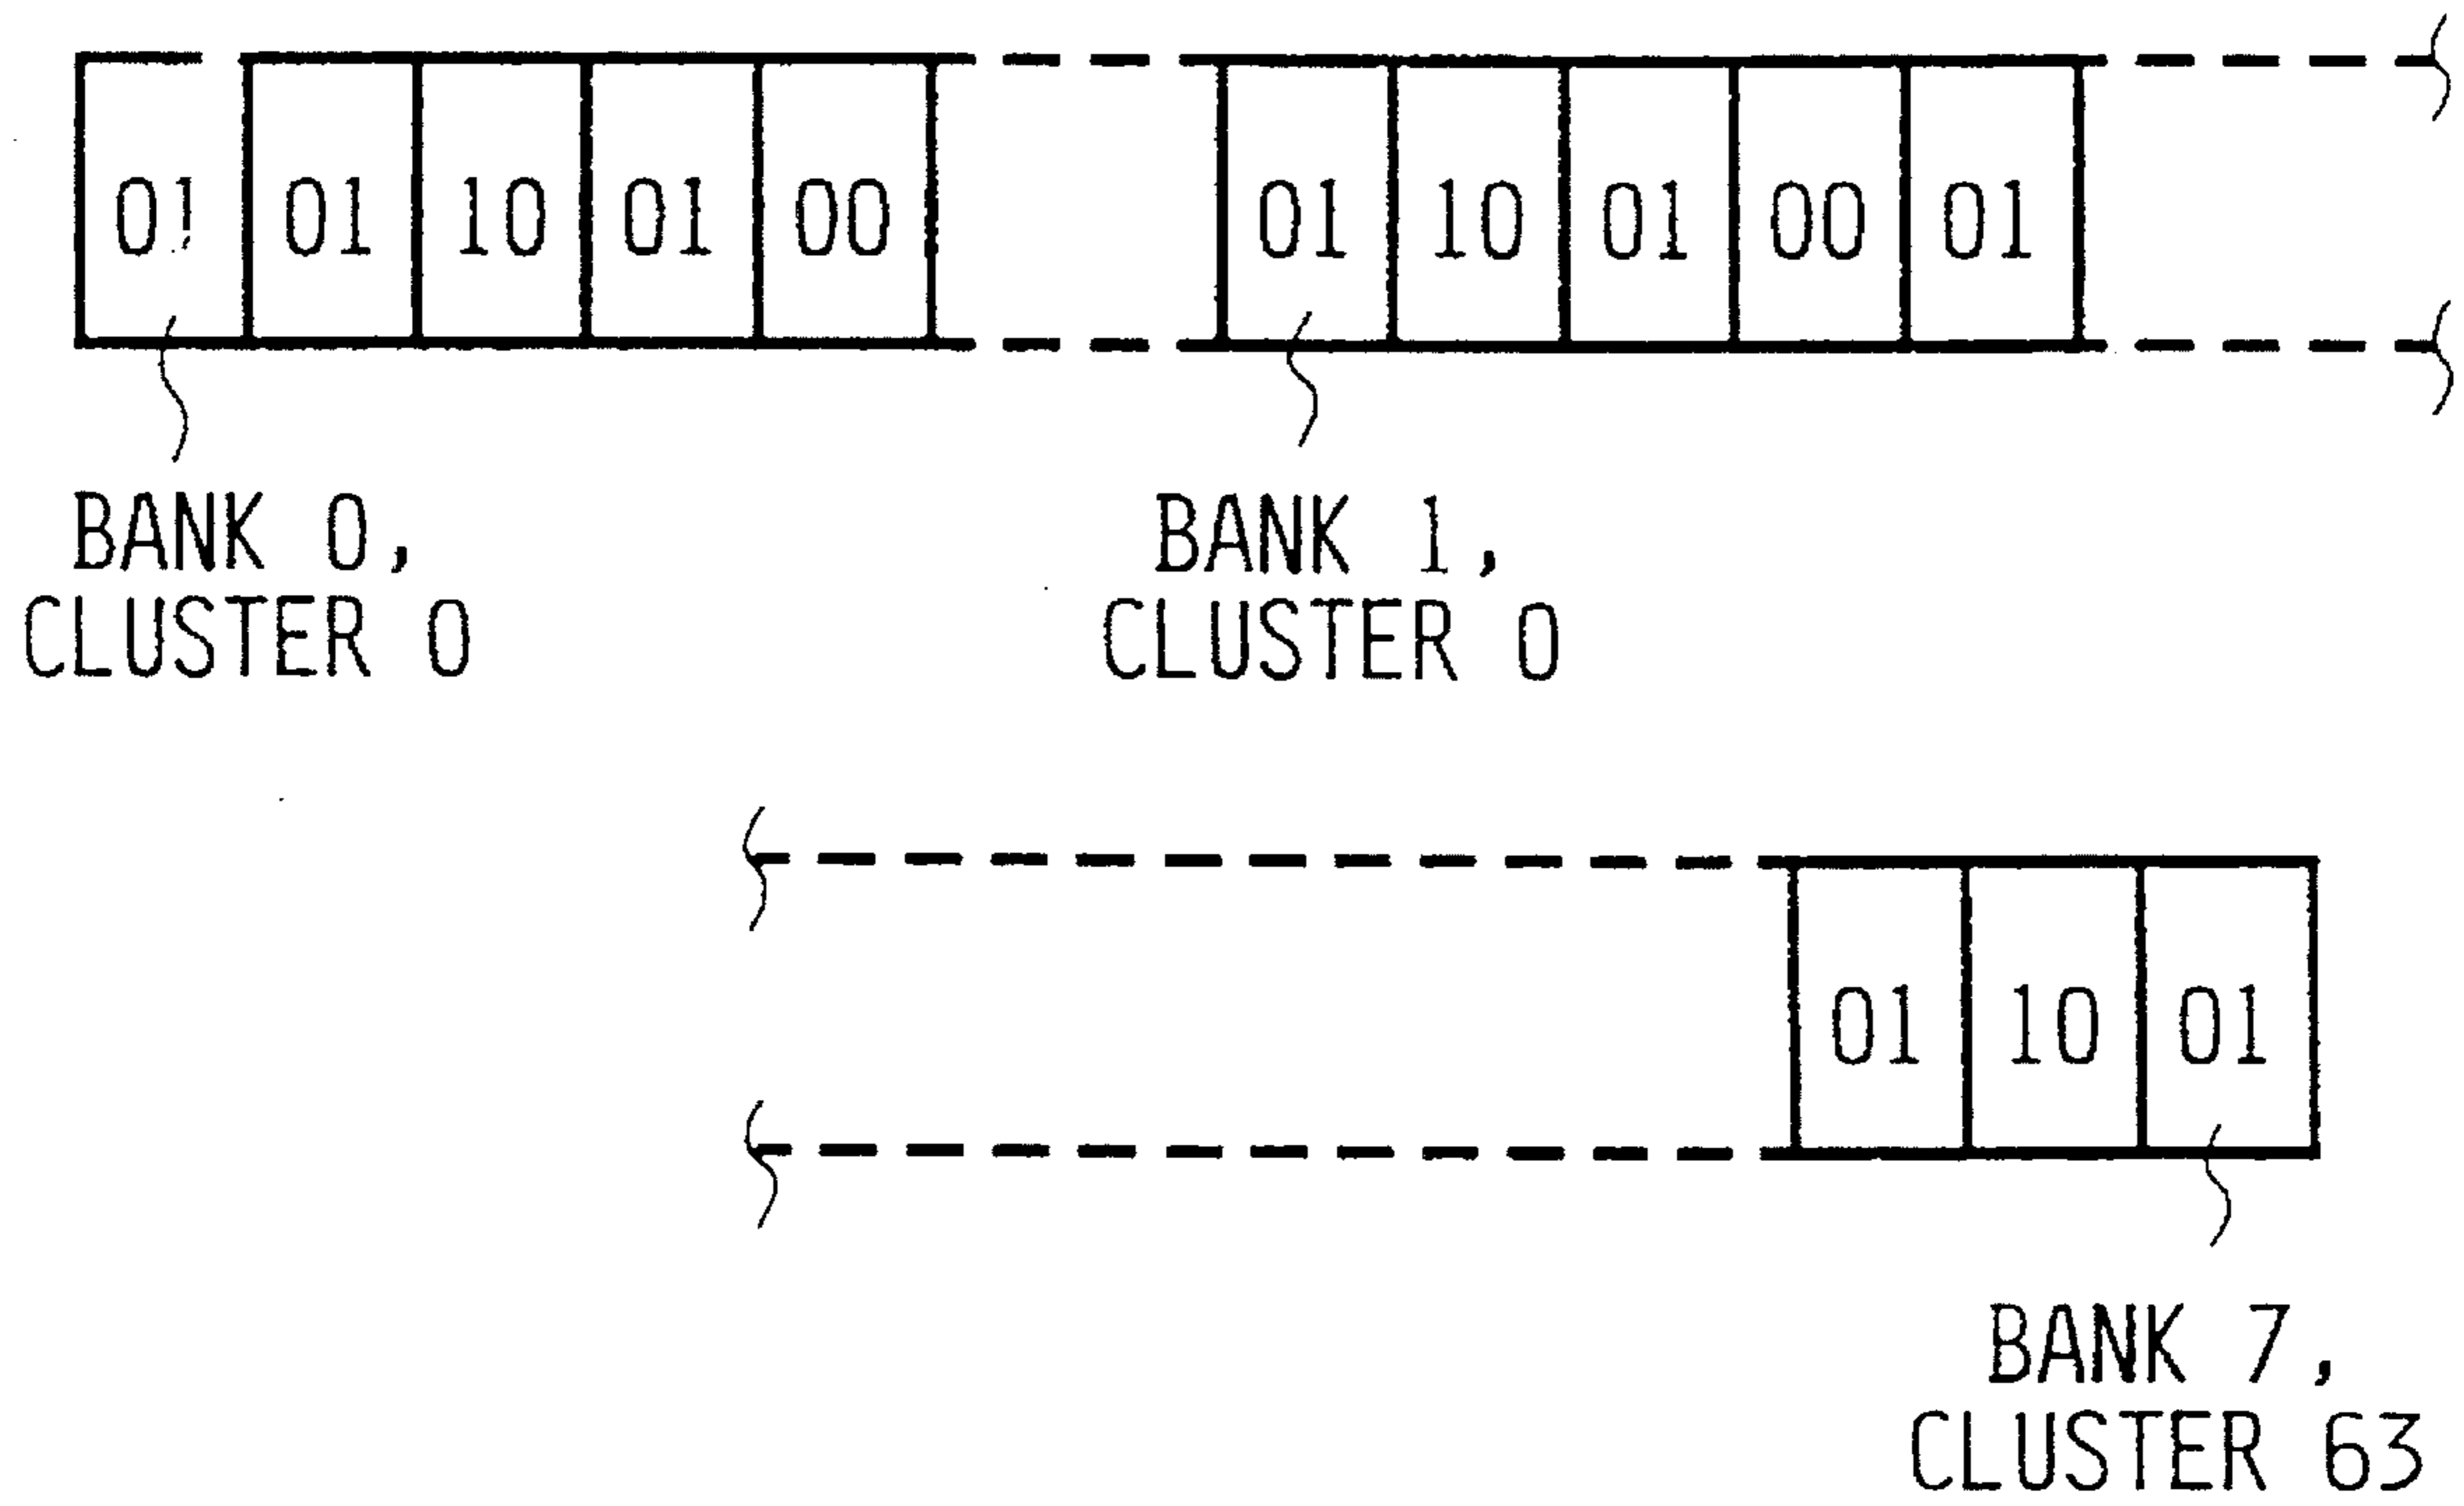 01 01 10 01 00 01 10 01 00 01
BANK 0, BANK 1,
CLUSTER 0 CLUSTER 0
01 10 01
BANK 7,
CLUSTER 63